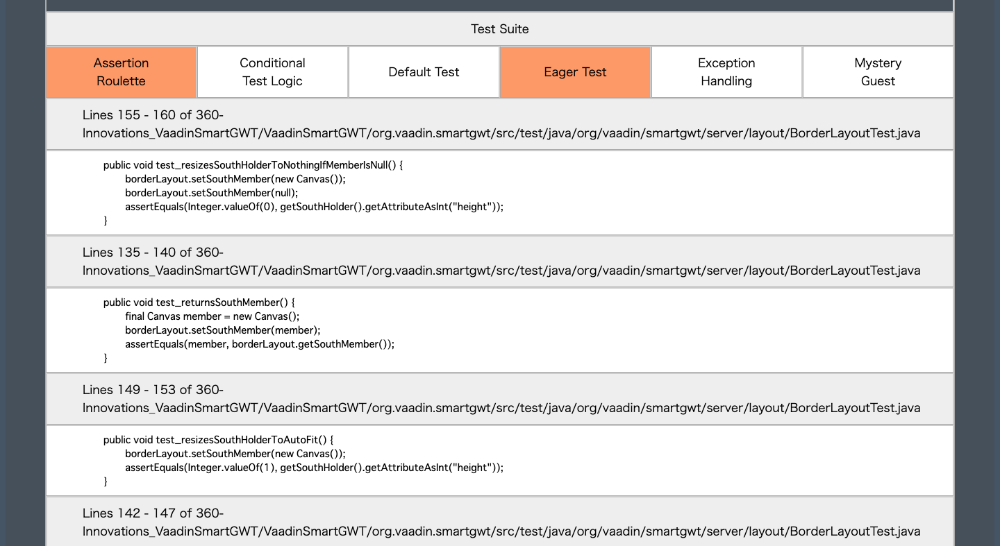 Test Suite
Assertion
Roulette
Conditional
Test Logic
Default Test
Eager Test
Exception
Handling
Mystery
Guest
Lines 155 - 160 of 360-
Innovations_VaadinSmartGWT/VaadinSmartGWT/org.vaadin.smartgwt/src/test/java/org/vaadin/smartgwt/server/layout/BorderLayoutTest.java
public void test_resizesSouthHolderToNothingIfMemberIsNull() {
borderLayout.setSouthMember(new Canvas());
borderLayout.setSouthMember(null);
assertEquals(Integer.valueOf(0), getSouthHolder().getAttributeAsInt("height"));
}
Lines 135 - 140 of 360-
Innovations_VaadinSmartGWT/VaadinSmartGWT/org.vaadin.smartgwt/src/test/java/org/vaadin/smartgwt/server/layout/BorderLayoutTest.java
public void test_returnsSouthMember() {
final Canvas member = new Canvas();
borderLayout.setSouthMember(member);
assertEquals(member, borderLayout.getSouthMember());
}
Lines 149 - 153 of 360-
Innovations_VaadinSmartGWT/VaadinSmartGWT/org.vaadin.smartgwt/src/test/java/org/vaadin/smartgwt/server/layout/BorderLayoutTest.java
public void test_resizesSouthHolderToAutoFit() {
borderLayout.setSouthMember(new Canvas());
assertEquals(Integer.valueOf(1), getSouthHolder().getAttributeAsInt("height"));
}
Lines 142 - 147 of 360-
Innovations_VaadinSmartGWT/VaadinSmartGWT/org.vaadin.smartgwt/src/test/java/org/vaadin/smartgwt/server/layout/BorderLayoutTest.java